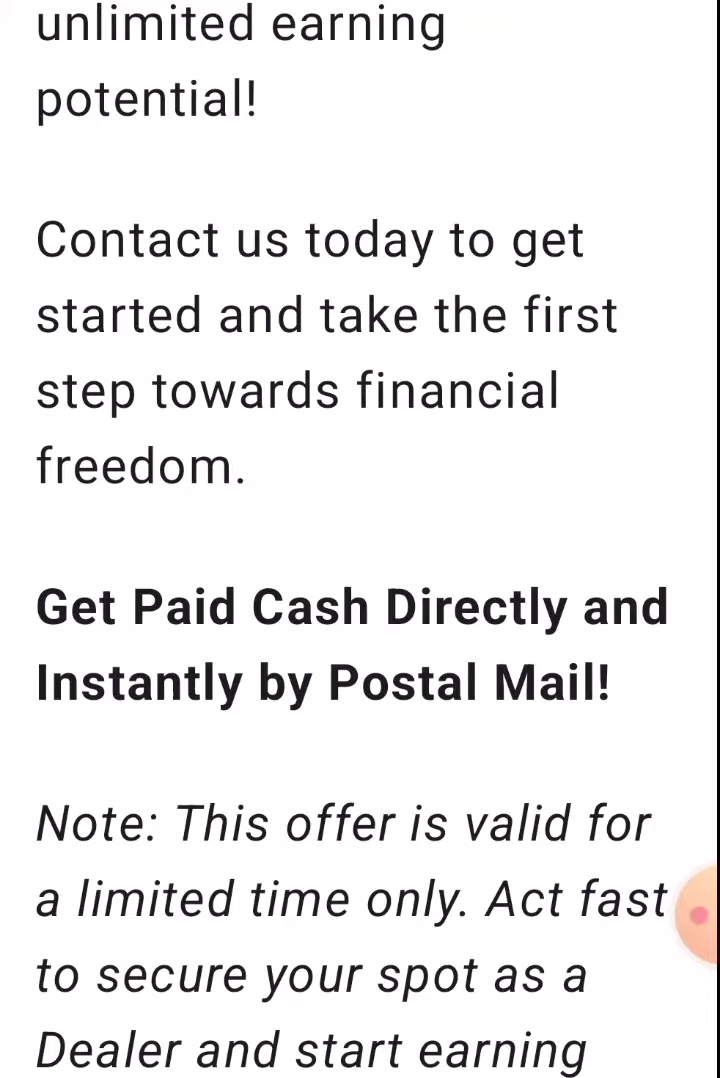 unlimited earning
potential!
Contact us today to get
started and take the first
step towards financial
freedom.
Get Paid Cash Directly and
Instantly by Postal Mail!
Note: This offer is valid for
a limited time only. Act fast
to secure your spot as a
Dealer and start earning